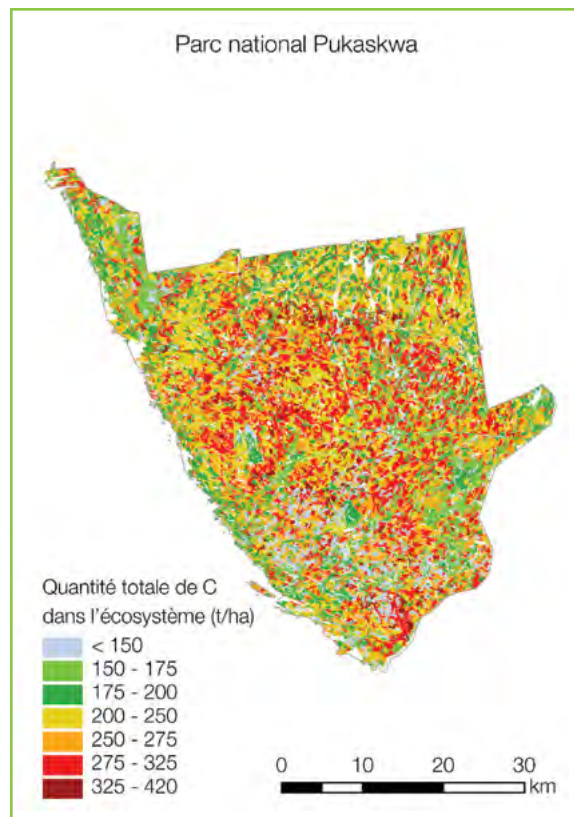 Parc national Pukaskwa
Quantité totale de C
dans l'écosystème (t/ha)
< 150
150 - 175
175 - 200
200 - 250
250 - 275
275 - 325
325 - 420
0 10 20 30
km